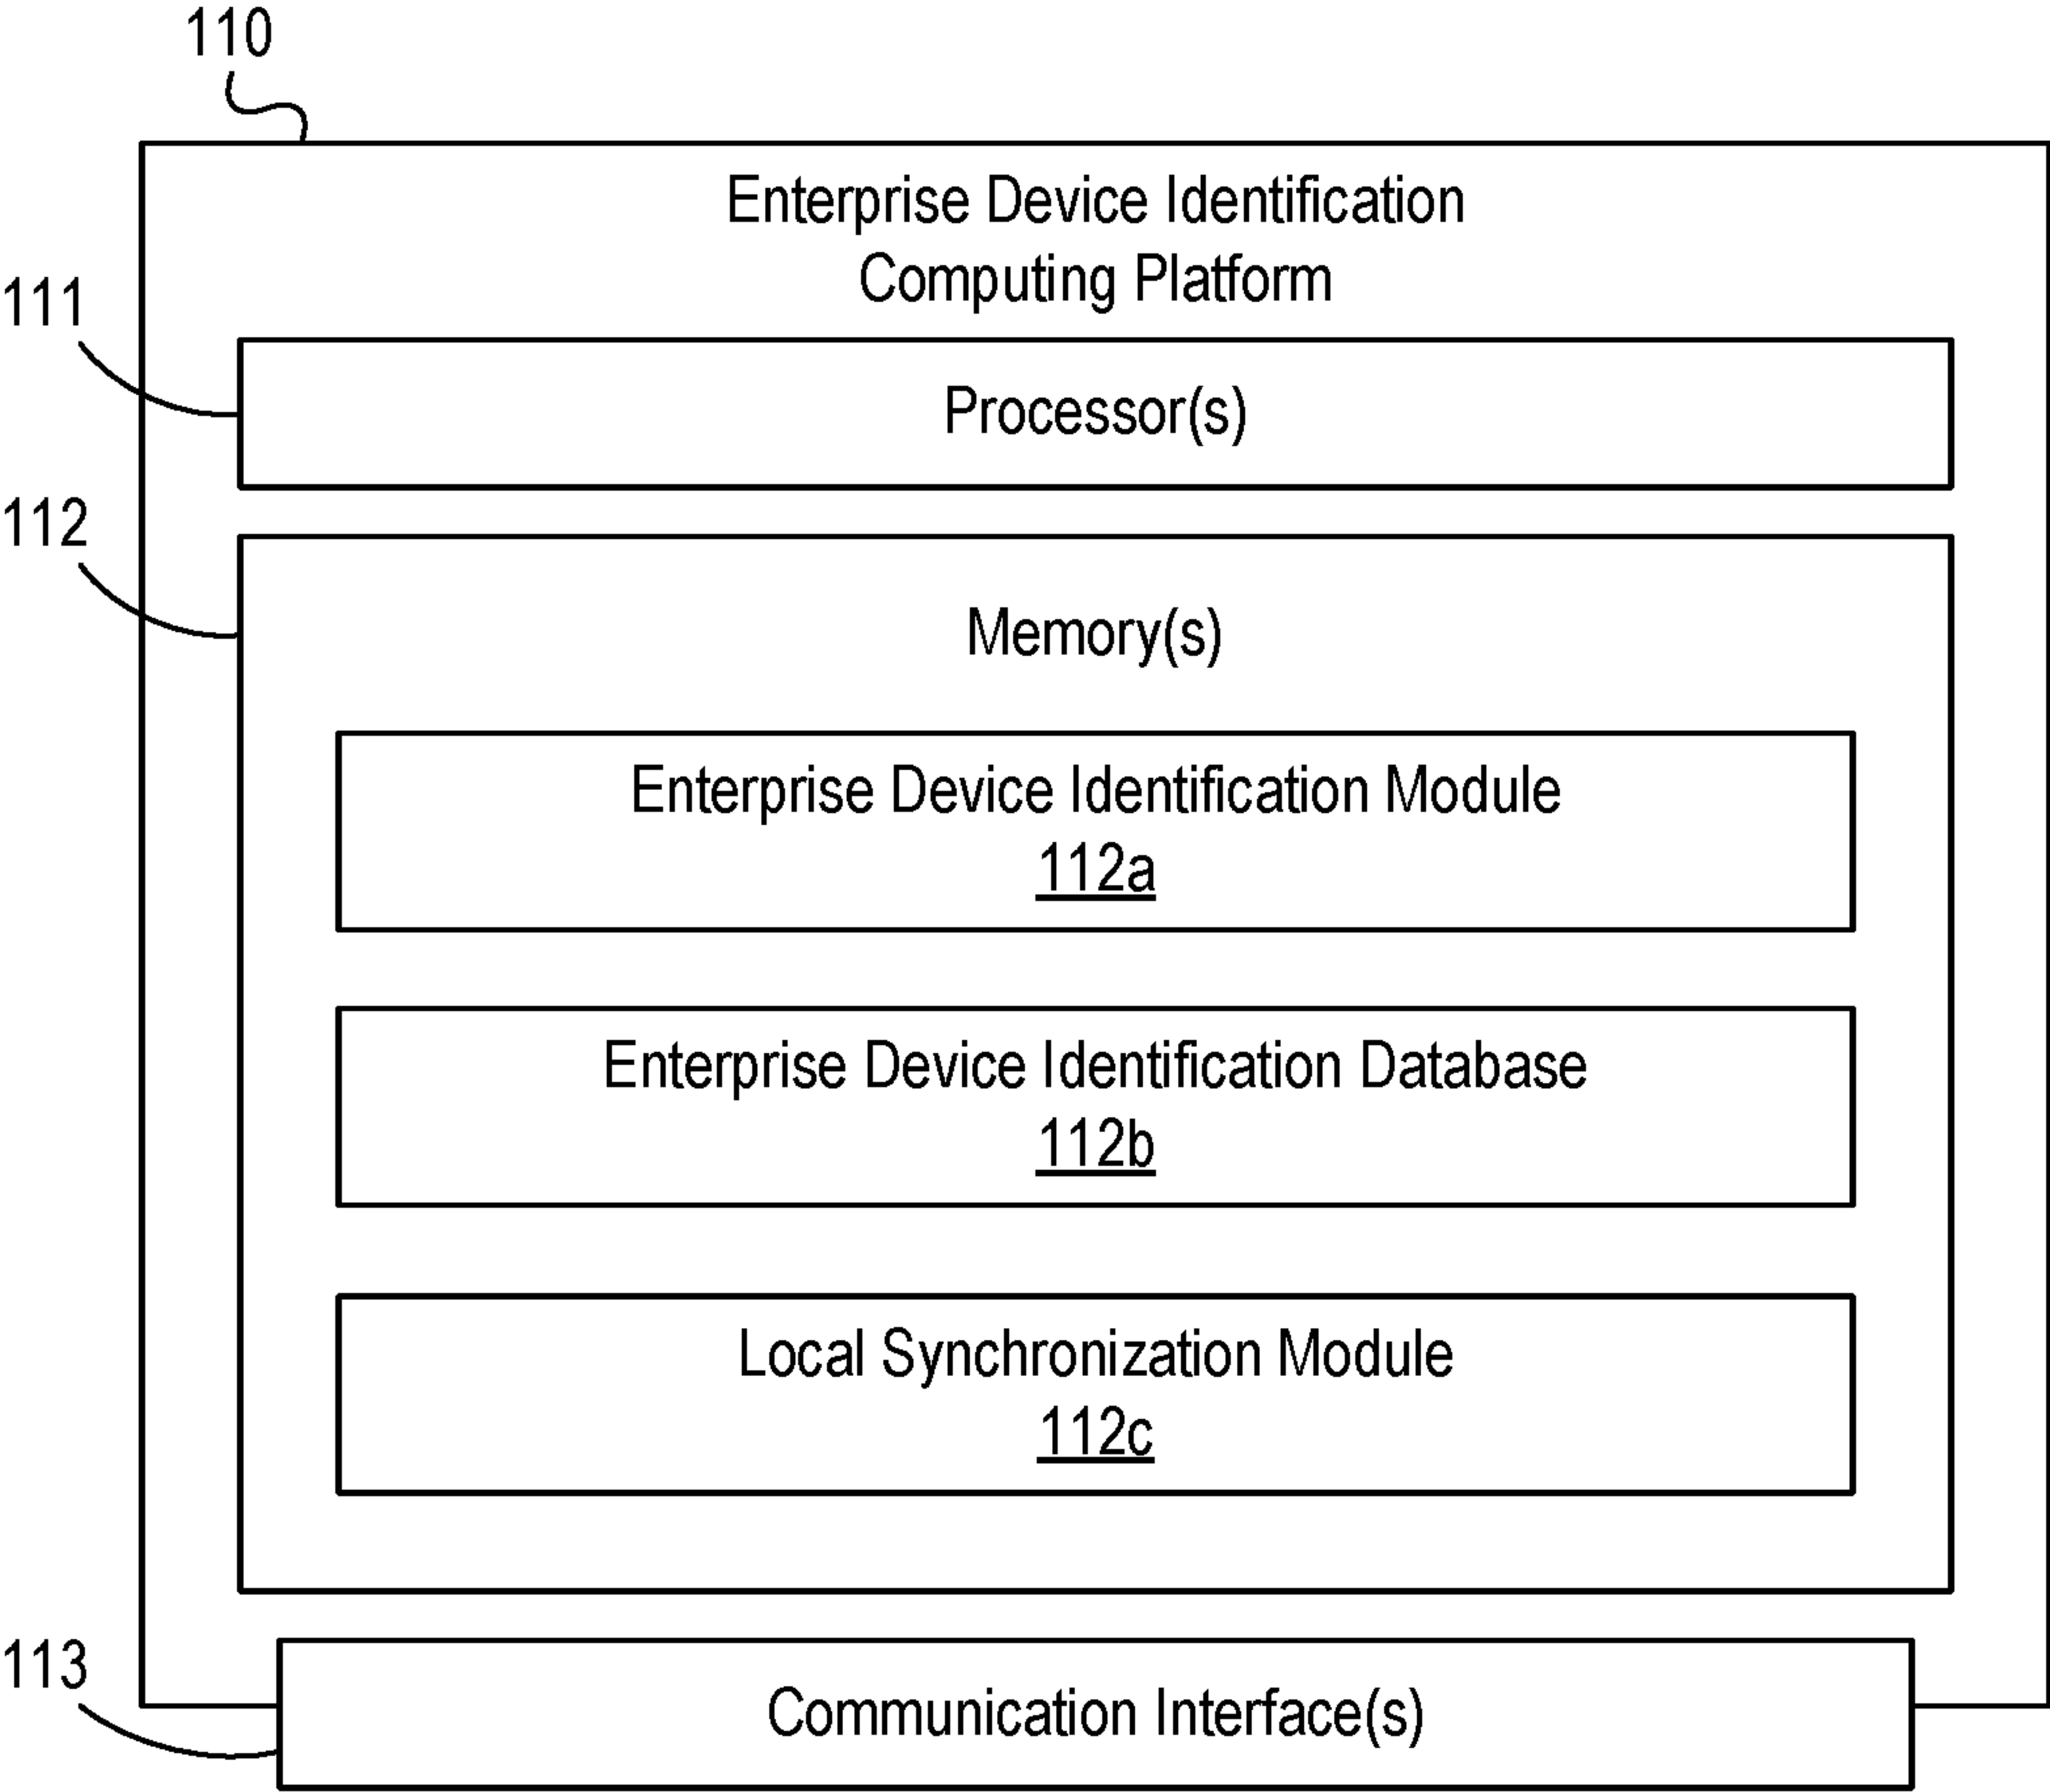 110
Enterprise Device Identification
Computing Platform
111
Processor(s)
112
Memory(s)
Enterprise Device Identification Module
112a
Enterprise Device Identification Database
112b
Local Synchronization Module
112c
113
Communication Interface(s)